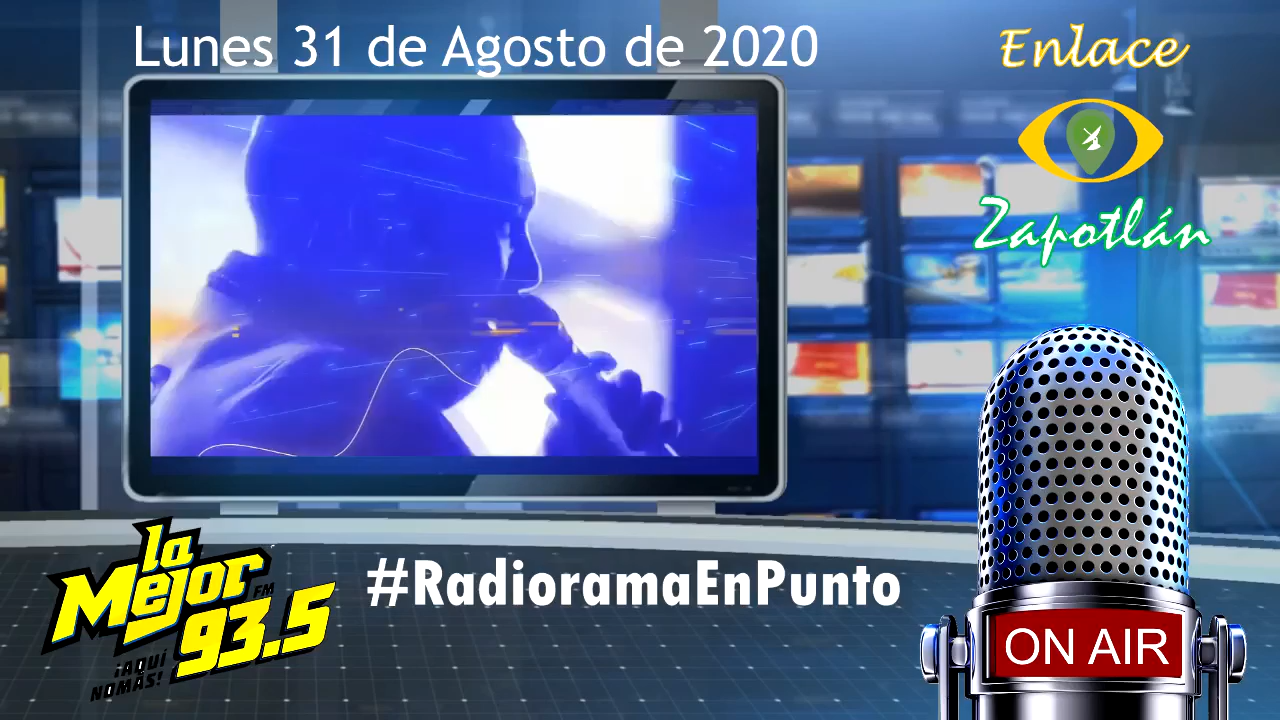 Lunes 31 de Agosto de 2020
Enlace
Zapotlán
la
Mejor
FM
93.5
¡AQUÍ
NOMÁS!
#RadioramaEnPunto
ON AIR